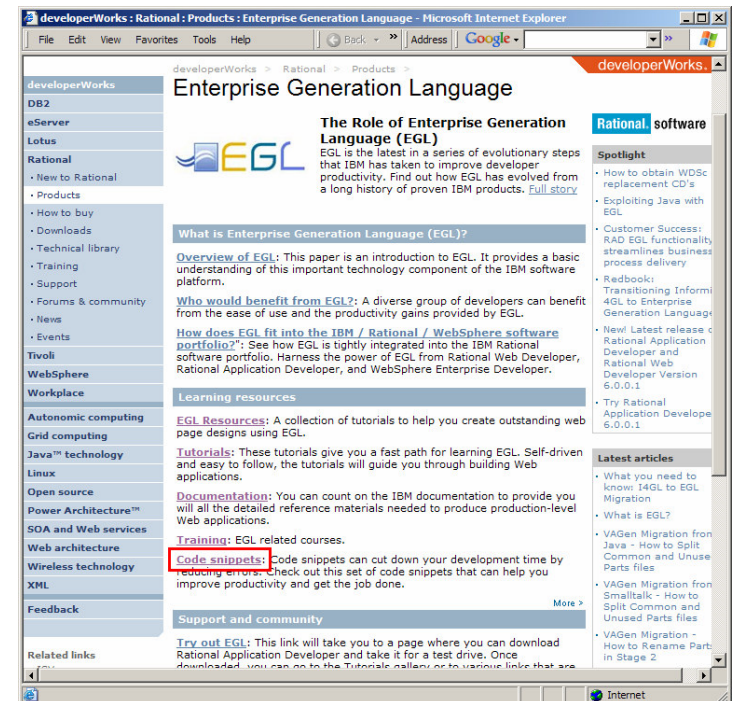 developerWorks : Rational : Products : Enterprise Generation Language - Microsoft Internet Explorer
File Edit View Favorites Tools Help
Back
Address
Google
developerWorks > Rational > Products >
developerWorks.
Enterprise Generation Language
developerWorks
DB2
eServer
Lotus
Rational
· New to Rational
· Products
· How to buy
· Downloads
· Technical library
· Training
· Support
· Forums & community
· News
· Events
Tivoli
WebSphere
Workplace
Autonomic computing
Grid computing
Java™ technology
Linux
Open source
Power Architecture™
SOA and Web services
Web architecture
Wireless technology
XML
Feedback
Related links
EGL
The Role of Enterprise Generation
Language (EGL)
EGL is the latest in a series of evolutionary steps
that IBM has taken to improve developer
productivity. Find out how EGL has evolved from
a long history of proven IBM products. Full story
What is Enterprise Generation Language (EGL)?
Overview of EGL: This paper is an introduction to EGL. It provides a basic
understanding of this important technology component of the IBM software
platform.
Who would benefit from EGL?: A diverse group of developers can benefit
from the ease of use and the productivity gains provided by EGL.
How does EGL fit into the IBM / Rational / WebSphere software
portfolio?": See how EGL is tightly integrated into the IBM Rational
software portfolio. Harness the power of EGL from Rational Web Developer,
Rational Application Developer, and WebSphere Enterprise Developer.
Learning resources
EGL Resources: A collection of tutorials to help you create outstanding web
page designs using EGL.
Tutorials: These tutorials give you a fast path for learning EGL. Self-driven
and easy to follow, the tutorials will guide you through building Web
applications.
Documentation: You can count on the IBM documentation to provide you
will all the detailed reference materials needed to produce production-level
Web applications.
Training: EGL related courses.
Code snippets: Code snippets can cut down your development time by
reducing errors. Check out this set of code snippets that can help you
improve productivity and get the job done.
More >
Support and community
Try out EGL: This link will take you to a page where you can download
Rational Application Developer and take it for a test drive. Once
downloaded, you can go to the Tutorials gallery or to various links that are
Rational. software
Spotlight
· How to obtain WDSc
replacement CD's
· Exploiting Java with
EGL
· Customer Success:
RAD EGL functionality
streamlines business
process delivery
· Redbook:
Transitioning Informi
4GL to Enterprise
Generation Language
· New! Latest release
Rational Application
Developer and
Rational Web
Developer Version
6.0.0.1
· Try Rational
Application Develope
6.0.0.1
Latest articles
· What you need to
know: I4GL to EGL
Migration
· What is EGL?
· VAGen Migration from
Java - How to Split
Common and Unuse
Parts files
· VAGen Migration from
Smalltalk - How to
Split Common and
Unused Parts files
· VAGen Migration -
How to Rename Parts
in Stage 2
Internet